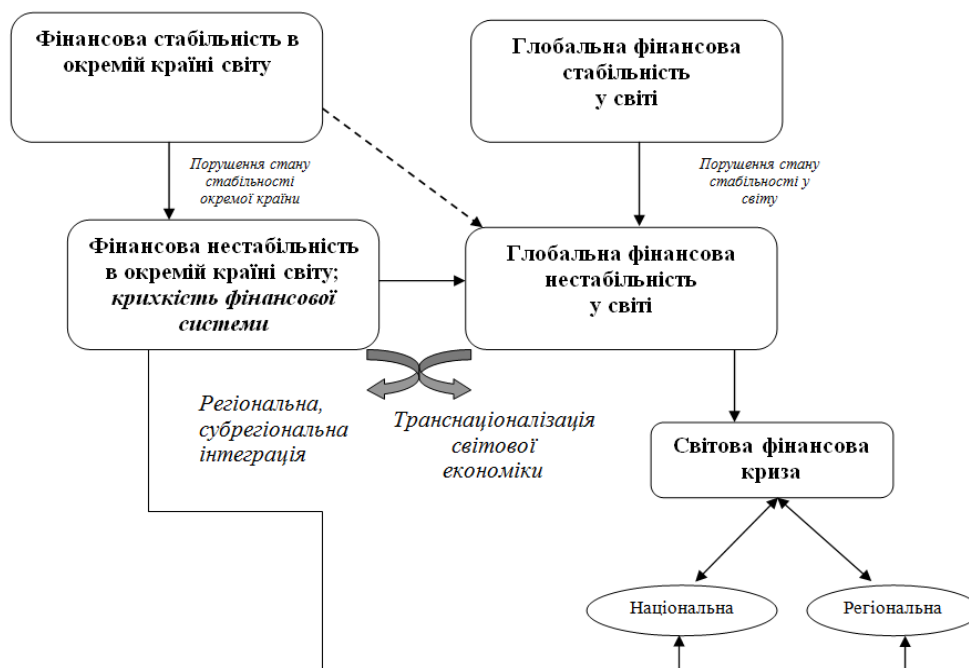 Фінансова стабільність в
окремій країні світу
Глобальна фінансова
стабільність
у світі
Порушення стану
стабільності
окремої країни
Порушення стану
стабільності у
світу
Фінансова нестабільність
в окремій країні світу;
крихкість фінансової
системи
Глобальна фінансова
нестабільність
у світі
Регіональна,
субрегіональна
інтеграція
Транснаціоналізація
світової
економіки
Світова фінансова
криза
Національна
Регіональна